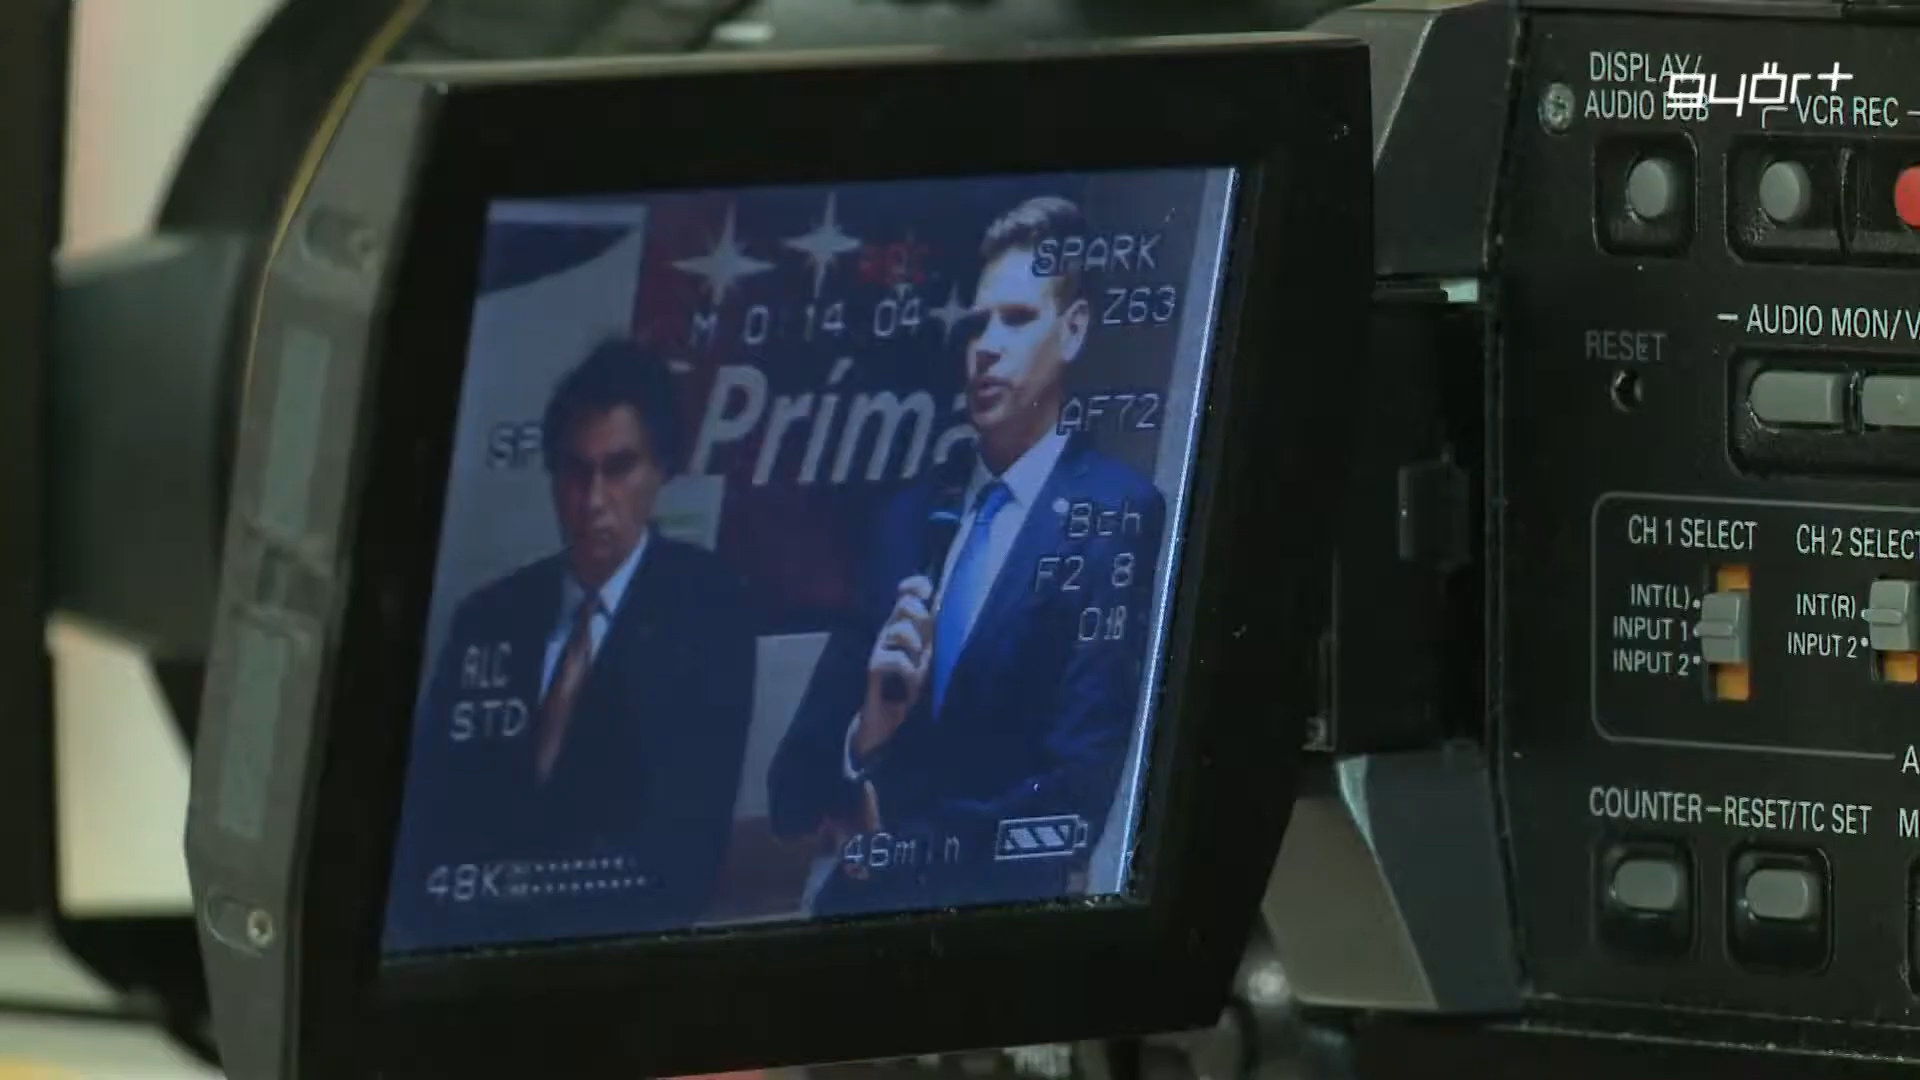 DISPLAY/
AUDIO DUB
győr+
VCR REC
SPARK
Z63
M 0:14 04
Príma
AF72
SP
8ch
F2 8
0dB
ALC
STD
46min
48K
RESET
AUDIO MON/V
CH 1 SELECT
CH 2 SELECT
INT(L)
INPUT 1
INPUT 2
INT(R)
INPUT 2
COUNTER-RESET/TC SET